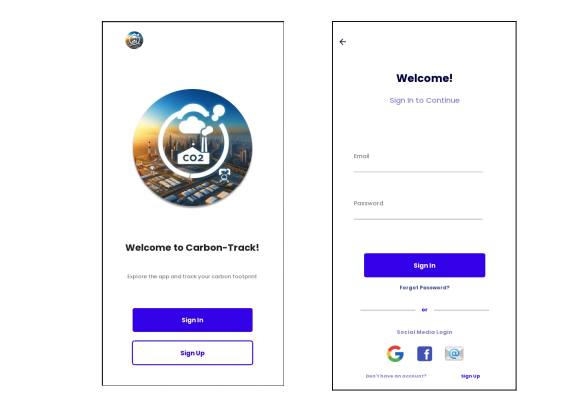 CO2
Welcome to Carbon-Track!
Explore the app and track your carbon footprint
Sign In
Sign Up
Welcome!
Sign In to Continue
Email
Password
Sign In
Forgot Password?
or
Social Media Login
Don't have an account? Sign Up